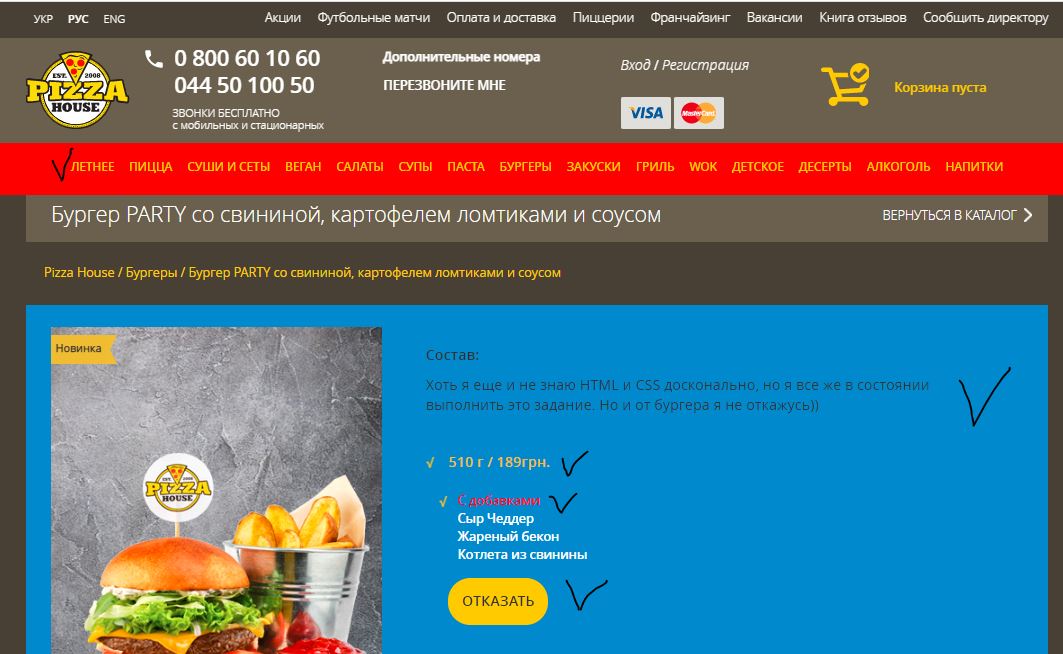 УКР РУС ENG Акции Футбольные матчи Оплата и доставка Пиццерии Франчайзинг Вакансии Книга отзывов Сообщить директору
EST. 2008
PIZZA
HOUSE
0 800 60 10 60
044 50 100 50
ЗВОНКИ БЕСПЛАТНО
с мобильных и стационарных
Дополнительные номера
ПЕРЕЗВОНИТЕ МНЕ
Вход / Регистрация
VISA MasterCard
Корзина пуста
ЛЕТНЕЕ ПИЦЦА СУШИ И СЕТЫ ВЕГАН САЛАТЫ СУПЫ ПАСТА БУРГЕРЫ ЗАКУСКИ ГРИЛЬ WOK ДЕТСКОЕ ДЕСЕРТЫ АЛКОГОЛЬ НАПИТКИ
Бургер PARTY со свининой, картофелем ломтиками и соусом
ВЕРНУТЬСЯ В КАТАЛОГ
Pizza House / Бургеры / Бургер PARTY со свининой, картофелем ломтиками и соусом
Новинка
EST. 2008
PIZZA
HOUSE
Состав:
Хоть я еще и не знаю HTML и CSS досконально, но я все же в состоянии
выполнить это задание. Но и от бургера я не откажусь))
√ 510 г / 189грн.
√ С добавками
Сыр Чеддер
Жареный бекон
Котлета из свинины
ОТКАЗАТЬ